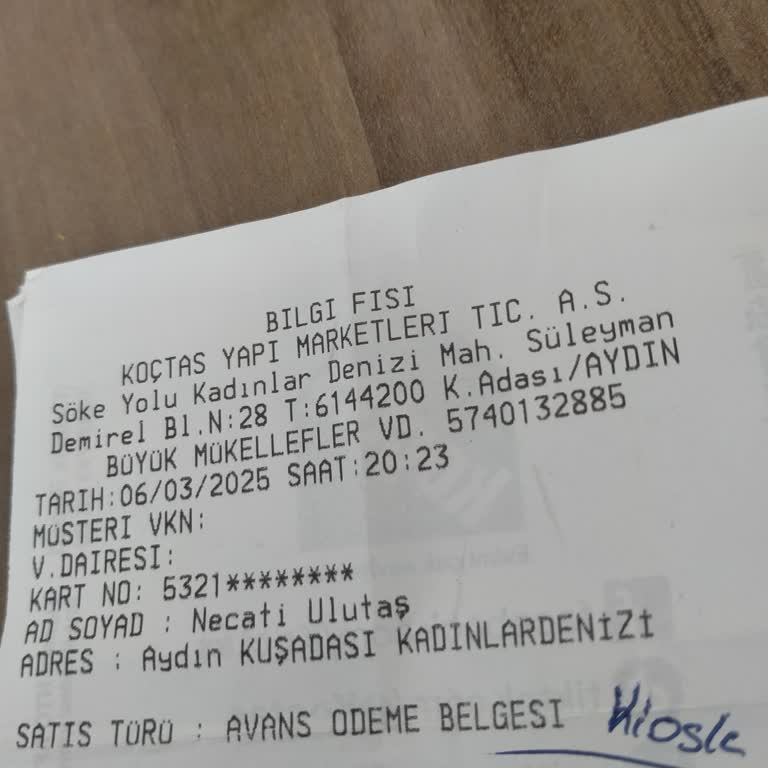 BILGI FISI
KOÇTAS YAPI MARKETLERI TIC. A.S.
Söke Yolu Kadınlar Denizi Mah. Süleyman
Demirel Bl.N:28 T:6144200 K.Adası/AYDIN
BÜYÜK MÜKELLEFLER VD. 5740132885
TARIH:06/03/2025 SAAT:20:23
MÜSTERI VKN:
V.DAIRESI:
KART NO: 5321********
AD SOYAD : Necati Ulutaş
ADRES : Aydın KUŞADASI KADINLARDENİZİ
SATIS TÜRÜ : AVANS ODEME BELGESI Kiosk